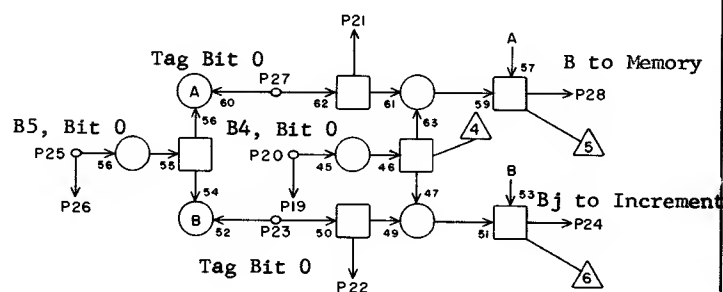 P21
Tag Bit 0
P27
A
B to Memory
A
57
60
62
61
59
P28
56
63
4
5
B5, Bit 0
B4, Bit 0
P25
56
55
P20
45
46
P26
54
P19
47
B
53
Bj to Increment
B
52
P23
50
49
51
P24
Tag Bit 0
P22
6